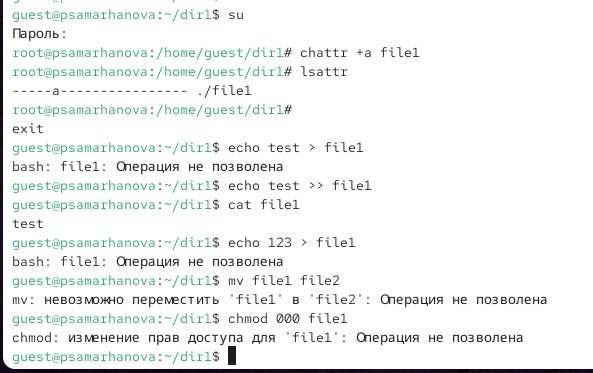 guest@psamarhanova:~/dir1$ su
Пароль:
root@psamarhanova:/home/guest/dir1# chattr +a file1
root@psamarhanova:/home/guest/dir1# lsattr
-----a---------------- ./file1
root@psamarhanova:/home/guest/dir1#
exit
guest@psamarhanova:~/dir1$ echo test > file1
bash: file1: Операция не позволена
guest@psamarhanova:~/dir1$ echo test >> file1
guest@psamarhanova:~/dir1$ cat file1
test
guest@psamarhanova:~/dir1$ echo 123 > file1
bash: file1: Операция не позволена
guest@psamarhanova:~/dir1$ mv file1 file2
mv: невозможно переместить 'file1' в 'file2': Операция не позволена
guest@psamarhanova:~/dir1$ chmod 000 file1
chmod: изменение прав доступа для 'file1': Операция не позволена
guest@psamarhanova:~/dir1$